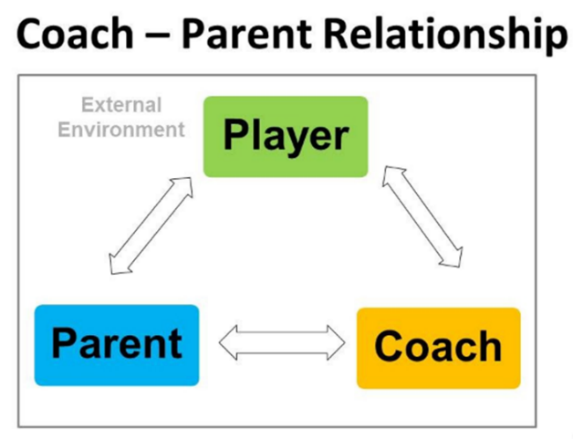 Coach – Parent Relationship
External
Environment
Player
Parent
Coach